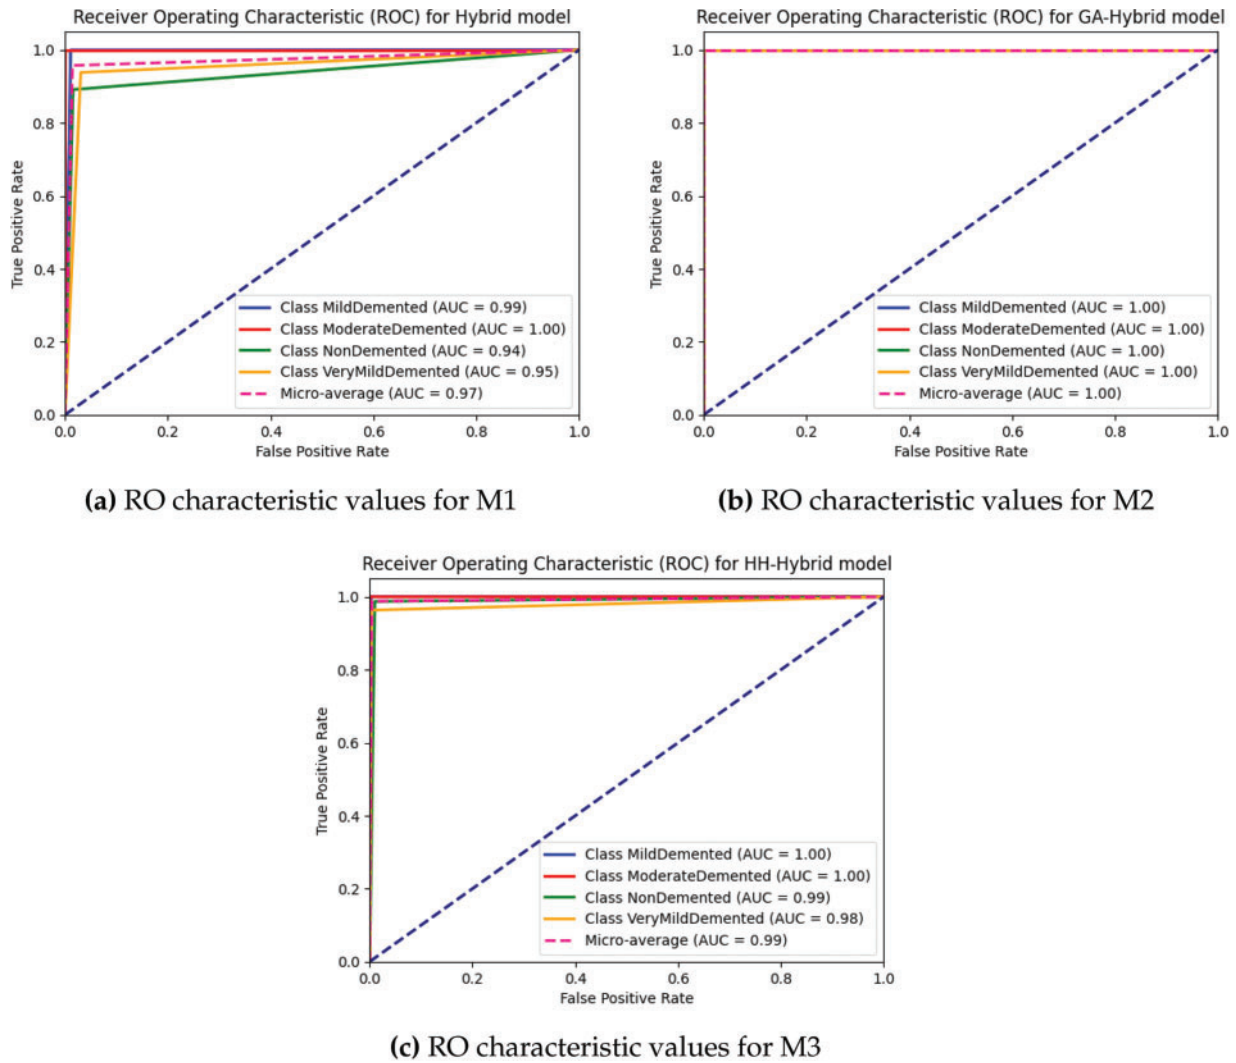 Receiver Operating Characteristic (ROC) for Hybrid model
True Positive Rate
1.0
0.8
0.6
0.4
0.2
0.0
Class MildDemented (AUC = 0.99)
Class ModerateDemented (AUC = 1.00)
Class NonDemented (AUC = 0.94)
Class VeryMildDemented (AUC = 0.95)
Micro-average (AUC = 0.97)
0.0 0.2 0.4 0.6 0.8 1.0
False Positive Rate
(a) RO characteristic values for M1
Receiver Operating Characteristic (ROC) for GA-Hybrid model
True Positive Rate
1.0
0.8
0.6
0.4
0.2
0.0
Class MildDemented (AUC = 1.00)
Class ModerateDemented (AUC = 1.00)
Class NonDemented (AUC = 1.00)
Class VeryMildDemented (AUC = 1.00)
Micro-average (AUC = 1.00)
0.0 0.2 0.4 0.6 0.8 1.0
False Positive Rate
(b) RO characteristic values for M2
Receiver Operating Characteristic (ROC) for HH-Hybrid model
True Positive Rate
1.0
0.8
0.6
0.4
0.2
0.0
Class MildDemented (AUC = 1.00)
Class ModerateDemented (AUC = 1.00)
Class NonDemented (AUC = 0.99)
Class VeryMildDemented (AUC = 0.98)
Micro-average (AUC = 0.99)
0.0 0.2 0.4 0.6 0.8 1.0
False Positive Rate
(c) RO characteristic values for M3